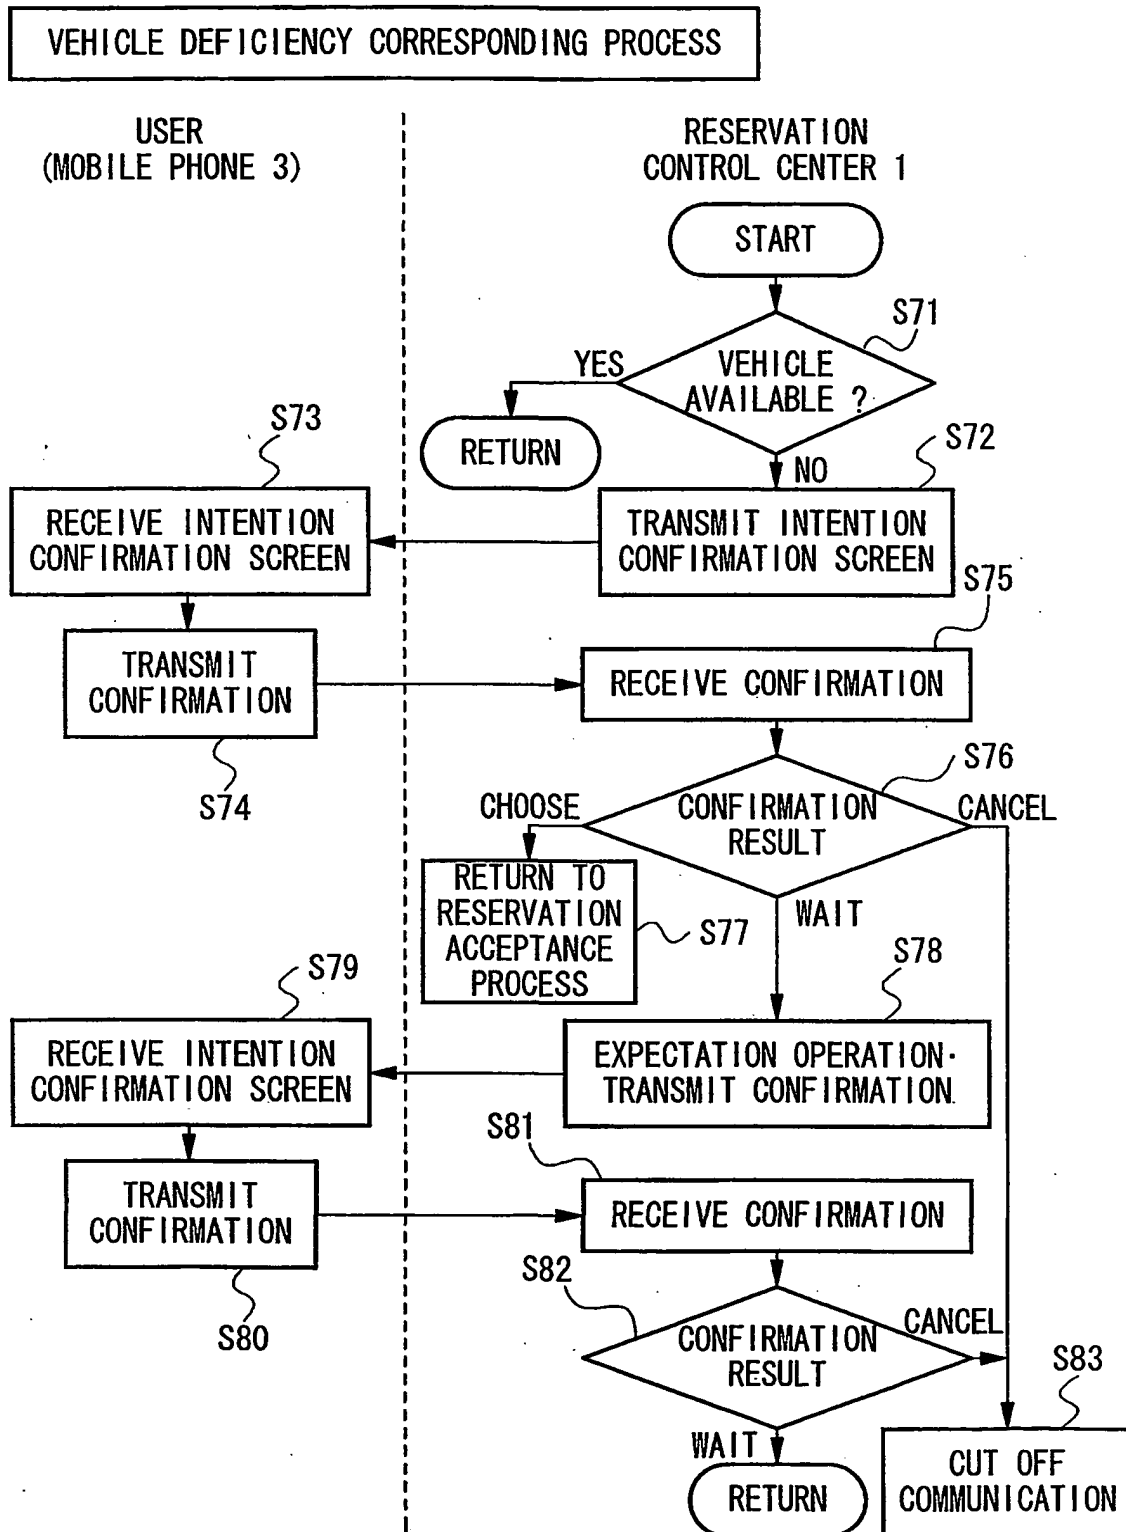 VEHICLE DEFICIENCY CORRESPONDING PROCESS
USER
(MOBILE PHONE 3)
RESERVATION
CONTROL CENTER 1
START
S71
YES
VEHICLE
AVAILABLE ?
RETURN
NO
S72
S73
RECEIVE INTENTION
CONFIRMATION SCREEN
TRANSMIT INTENTION
CONFIRMATION SCREEN
S75
TRANSMIT
CONFIRMATION
RECEIVE CONFIRMATION
S74
S76
CHOOSE
CONFIRMATION
RESULT
CANCEL
RETURN TO
RESERVATION
ACCEPTANCE
PROCESS
S77
WAIT
S78
S79
RECEIVE INTENTION
CONFIRMATION SCREEN
EXPECTATION OPERATION·
TRANSMIT CONFIRMATION
S81
TRANSMIT
CONFIRMATION
RECEIVE CONFIRMATION
S80
S82
CONFIRMATION
RESULT
CANCEL
S83
WAIT
RETURN
CUT OFF
COMMUNICATION